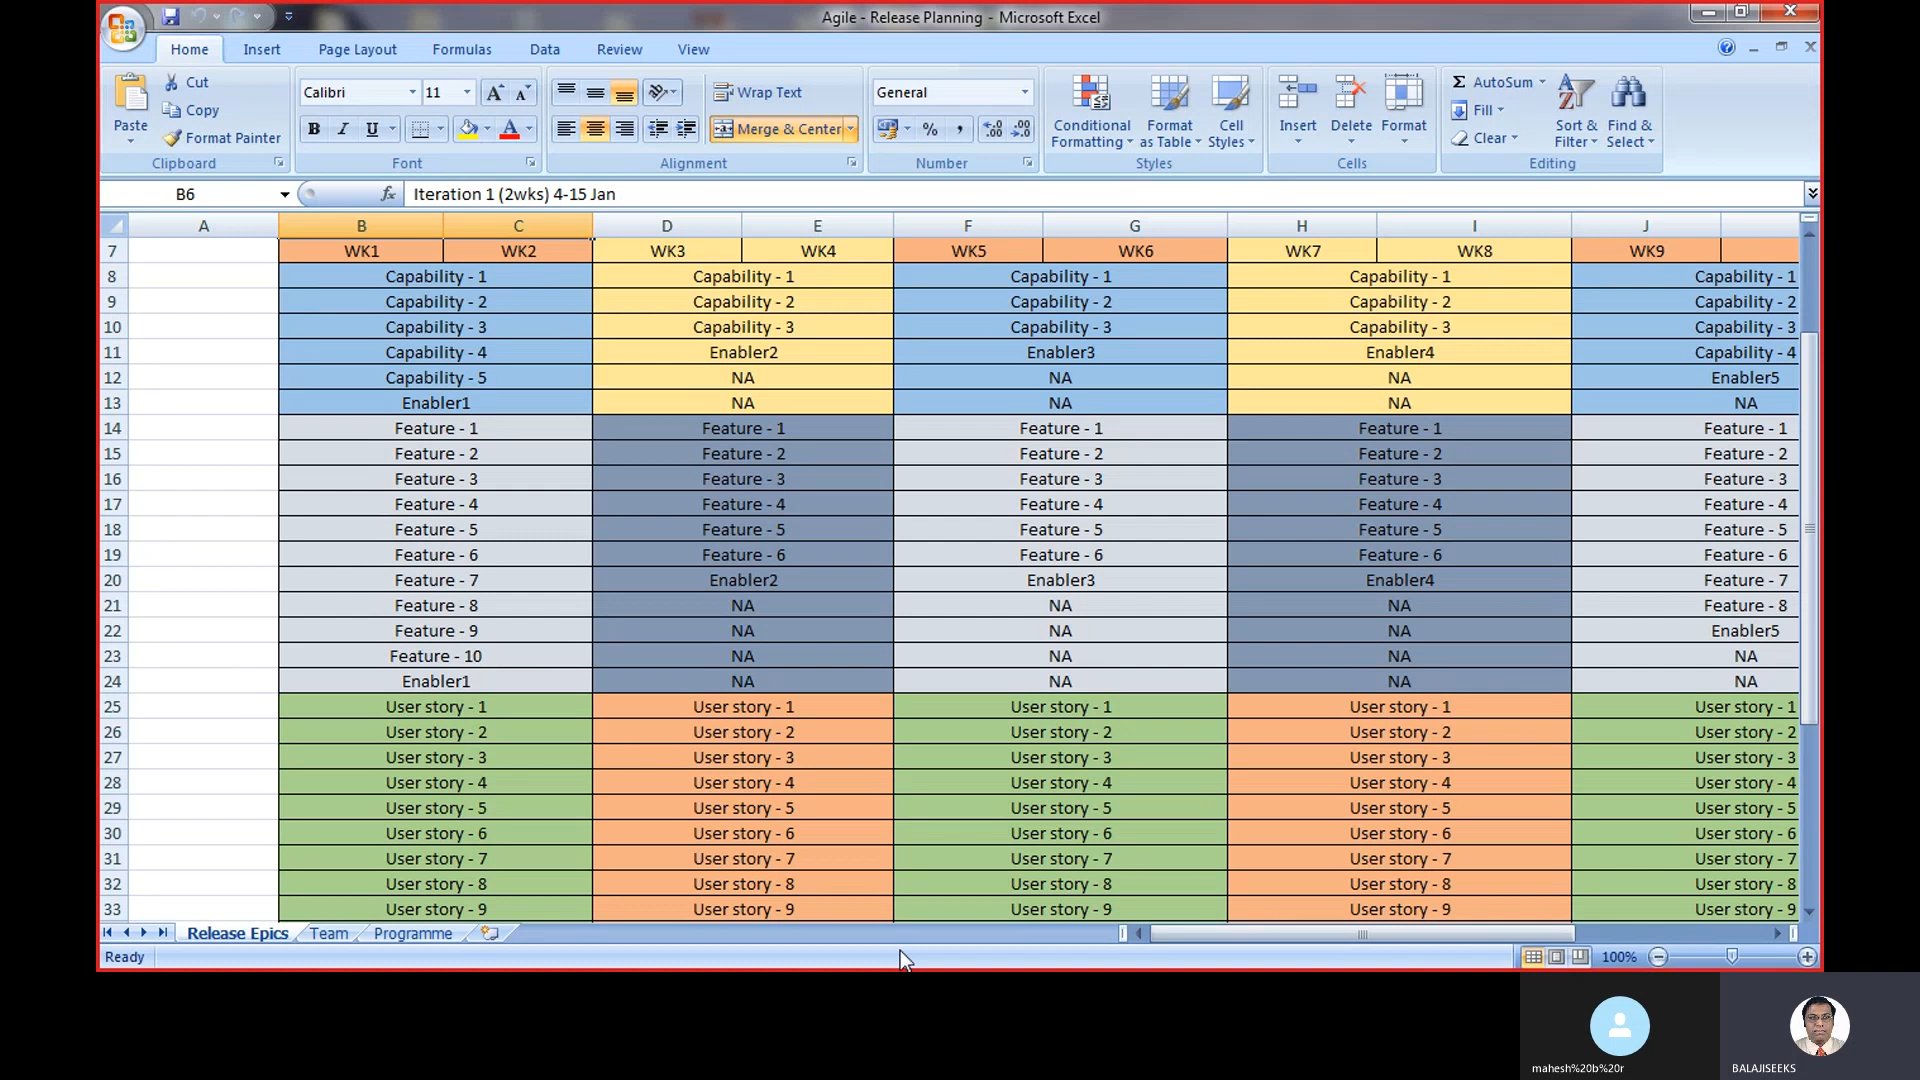 Agile - Release Planning - Microsoft Excel
Home Insert Page Layout Formulas Data Review View
Paste Cut Copy Format Painter
Calibri 11
B I U
Wrap Text
Merge & Center
General
% ,
Conditional Formatting Format as Table Cell Styles
Insert Delete Format
AutoSum Fill Clear
Sort & Filter Find & Select
Clipboard Font Alignment Number Styles Cells Editing
B6 fx Iteration 1 (2wks) 4-15 Jan
A B C D E F G H I J
7 WK1 WK2 WK3 WK4 WK5 WK6 WK7 WK8 WK9
8 Capability - 1 Capability - 1 Capability - 1 Capability - 1 Capability - 1
9 Capability - 2 Capability - 2 Capability - 2 Capability - 2 Capability - 2
10 Capability - 3 Capability - 3 Capability - 3 Capability - 3 Capability - 3
11 Capability - 4 Enabler2 Enabler3 Enabler4 Capability - 4
12 Capability - 5 NA NA NA Enabler5
13 Enabler1 NA NA NA NA
14 Feature - 1 Feature - 1 Feature - 1 Feature - 1 Feature - 1
15 Feature - 2 Feature - 2 Feature - 2 Feature - 2 Feature - 2
16 Feature - 3 Feature - 3 Feature - 3 Feature - 3 Feature - 3
17 Feature - 4 Feature - 4 Feature - 4 Feature - 4 Feature - 4
18 Feature - 5 Feature - 5 Feature - 5 Feature - 5 Feature - 5
19 Feature - 6 Feature - 6 Feature - 6 Feature - 6 Feature - 6
20 Feature - 7 Enabler2 Enabler3 Enabler4 Feature - 7
21 Feature - 8 NA NA NA Feature - 8
22 Feature - 9 NA NA NA Enabler5
23 Feature - 10 NA NA NA NA
24 Enabler1 NA NA NA NA
25 User story - 1 User story - 1 User story - 1 User story - 1 User story - 1
26 User story - 2 User story - 2 User story - 2 User story - 2 User story - 2
27 User story - 3 User story - 3 User story - 3 User story - 3 User story - 3
28 User story - 4 User story - 4 User story - 4 User story - 4 User story - 4
29 User story - 5 User story - 5 User story - 5 User story - 5 User story - 5
30 User story - 6 User story - 6 User story - 6 User story - 6 User story - 6
31 User story - 7 User story - 7 User story - 7 User story - 7 User story - 7
32 User story - 8 User story - 8 User story - 8 User story - 8 User story - 8
33 User story - 9 User story - 9 User story - 9 User story - 9 User story - 9
Release Epics Team Programme
Ready 100%
mahesh%20b%20r BALAJISEEKS